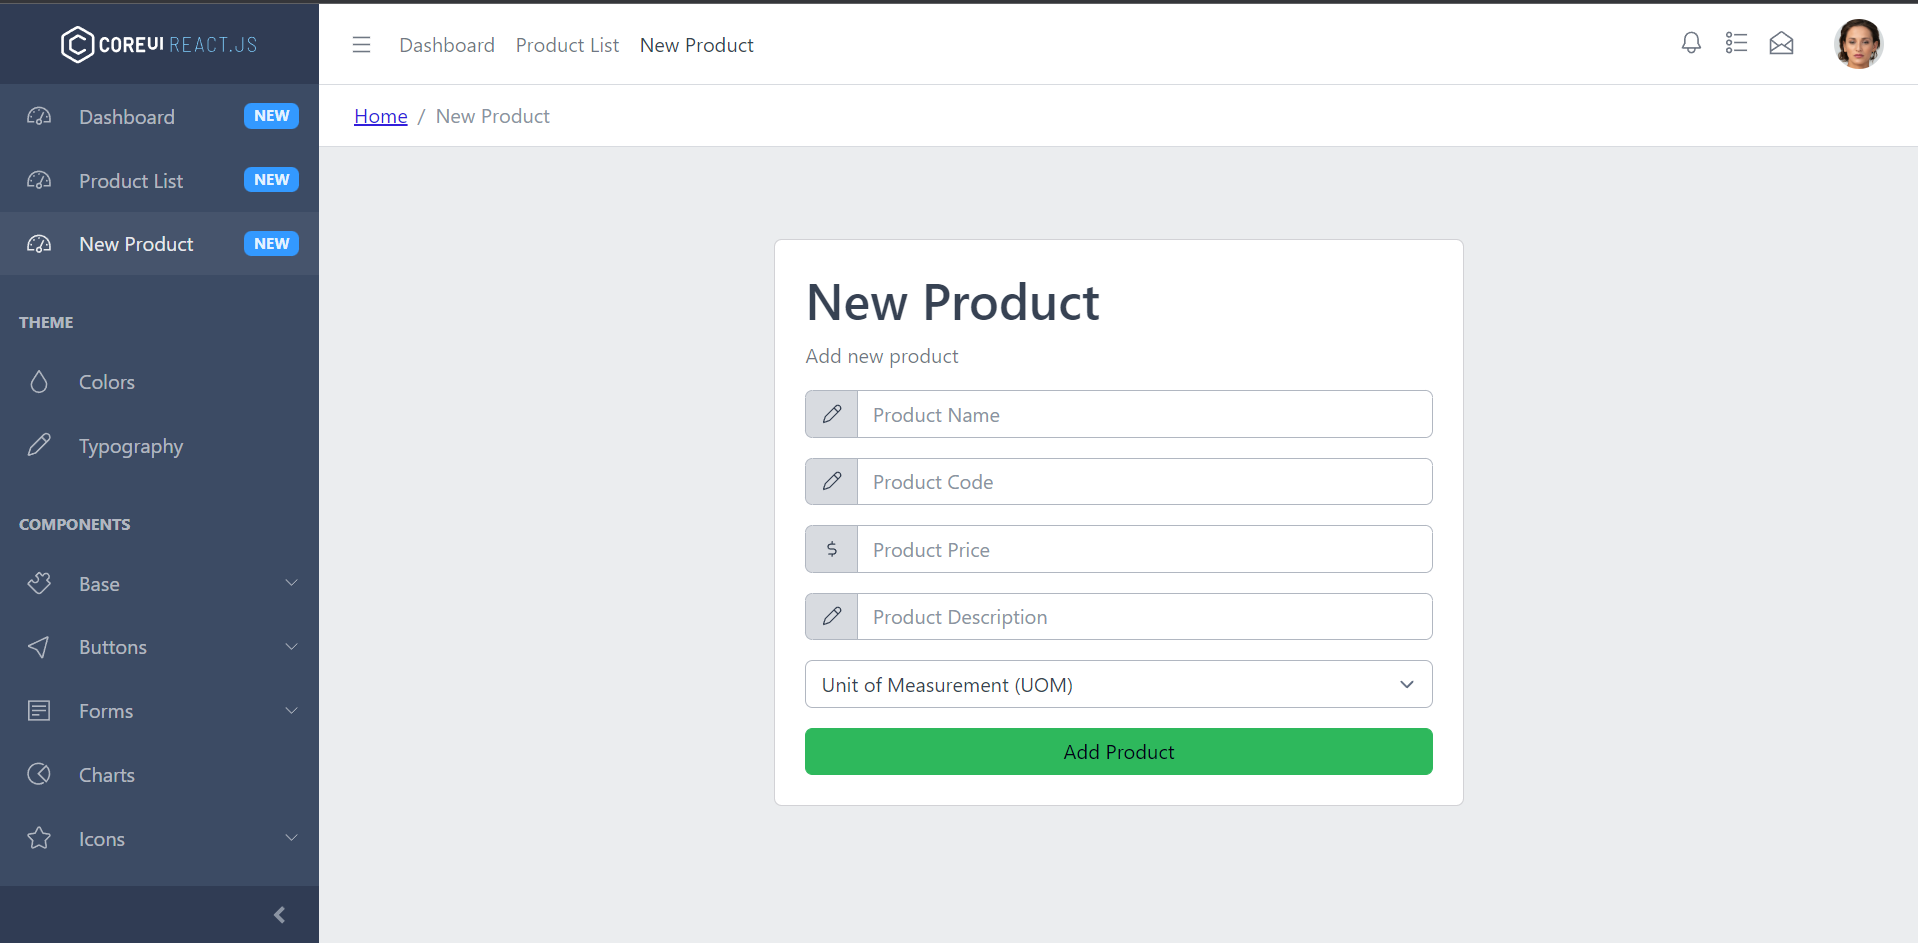 COREUI REACT.JS
Dashboard NEW
Product List NEW
New Product NEW
THEME
Colors
Typography
COMPONENTS
Base
Buttons
Forms
Charts
Icons
Dashboard Product List New Product
Home / New Product
New Product
Add new product
Product Name
Product Code
$ Product Price
Product Description
Unit of Measurement (UOM)
Add Product